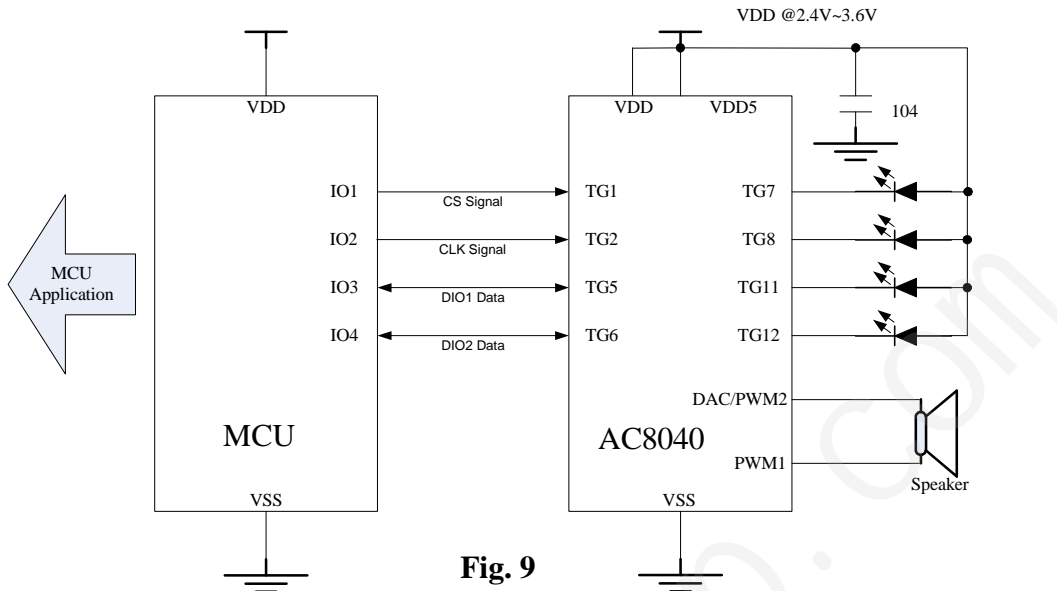 VDD @2.4V~3.6V
VDD
VDD
VDD5
104
IO1
CS Signal
TG1
TG7
IO2
CLK Signal
TG2
TG8
MCU
Application
IO3
DIO1 Data
TG5
TG11
IO4
DIO2 Data
TG6
TG12
DAC/PWM2
MCU
AC8040
PWM1
Speaker
VSS
VSS
Fig. 9